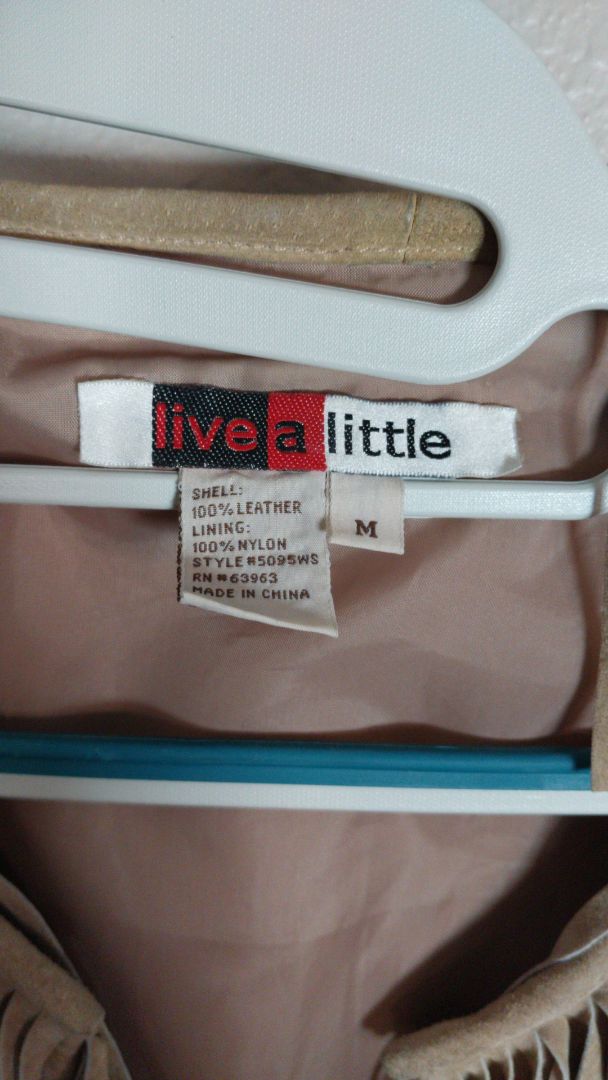 live a little
SHELL:
100% LEATHER
LINING:
100% NYLON
STYLE #5095WS
RN #63963
MADE IN CHINA
M